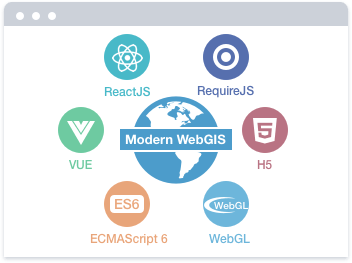 ReactJS
RequireJS
Modern WebGIS
VUE
5
H5
ES6
ECMAScript 6
WebGL
WebGL